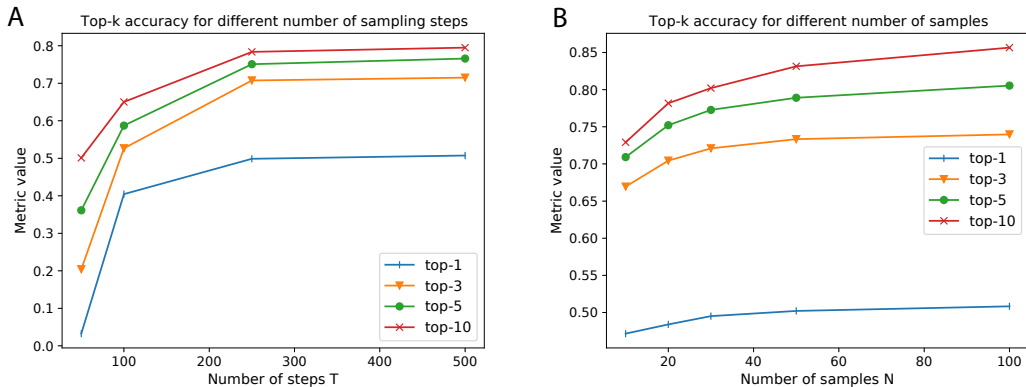 A
Top-k accuracy for different number of sampling steps
0.8
0.7
0.6
0.5
0.4
0.3
0.2
0.1
0.0
Metric value
100
200
300
400
500
Number of steps T
top-1
top-3
top-5
top-10
B
Top-k accuracy for different number of samples
0.85
0.80
0.75
0.70
0.65
0.60
0.55
0.50
Metric value
20
40
60
80
100
Number of samples N
top-1
top-3
top-5
top-10